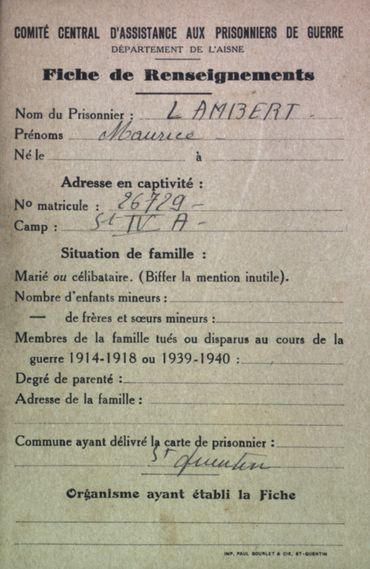 COMITÉ CENTRAL D'ASSISTANCE AUX PRISONNIERS DE GUERRE
DÉPARTEMENT DE L'AISNE
Fiche de Renseignements
Nom du Prisonnier : LAMBERT -
Prénoms Maurice -
Né le à
Adresse en captivité :
No matricule : 26729 -
Camp : St IV A -
Situation de famille :
Marié ou célibataire. (Biffer la mention inutile).
Nombre d'enfants mineurs :
— de frères et sœurs mineurs :
Membres de la famille tués ou disparus au cours de la
guerre 1914-1918 ou 1939-1940 :
Degré de parenté :
Adresse de la famille :
Commune ayant délivré la carte de prisonnier :
St Quentin
Organisme ayant établi la Fiche
IMP. PAUL BOURLET & CIE, ST-QUENTIN